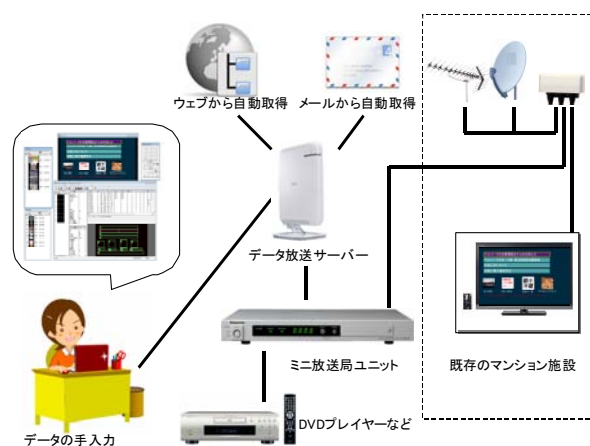 ウェブから自動取得
メールから自動取得
データ放送サーバー
ミニ放送局ユニット
既存のマンション施設
DVDプレイヤーなど
データの手入力